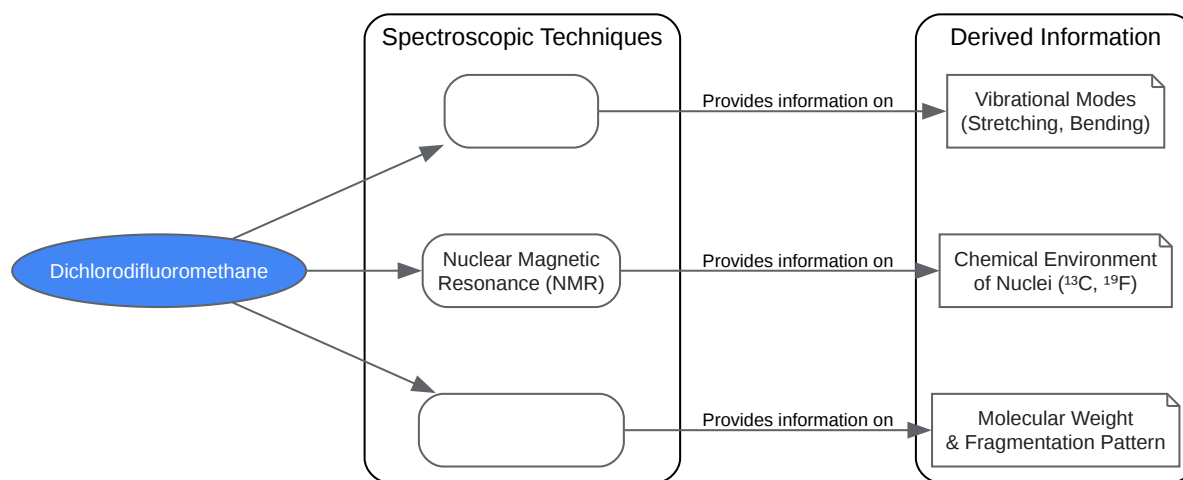 Spectroscopic Techniques
Derived Information
Provides information on
Vibrational Modes
(Stretching, Bending)
Dichlorodifluoromethane
Nuclear Magnetic
Resonance (NMR)
Provides information on
Chemical Environment
of Nuclei (¹³C, ¹⁹F)
Provides information on
Molecular Weight
& Fragmentation Pattern